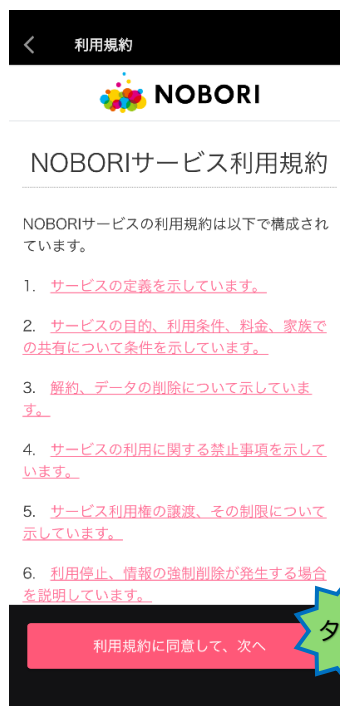 利用規約
NOBORI
NOBORIサービス利用規約
NOBORIサービスの利用規約は以下で構成され
ています。
1. サービスの定義を示しています。
2. サービスの目的、利用条件、料金、家族で
の共有について条件を示しています。
3. 解約、データの削除について示していま
す。
4. サービスの利用に関する禁止事項を示して
います。
5. サービス利用権の譲渡、その制限について
示しています。
6. 利用停止、情報の強制削除が発生する場合
を説明しています。
タ
利用規約に同意して、次へ